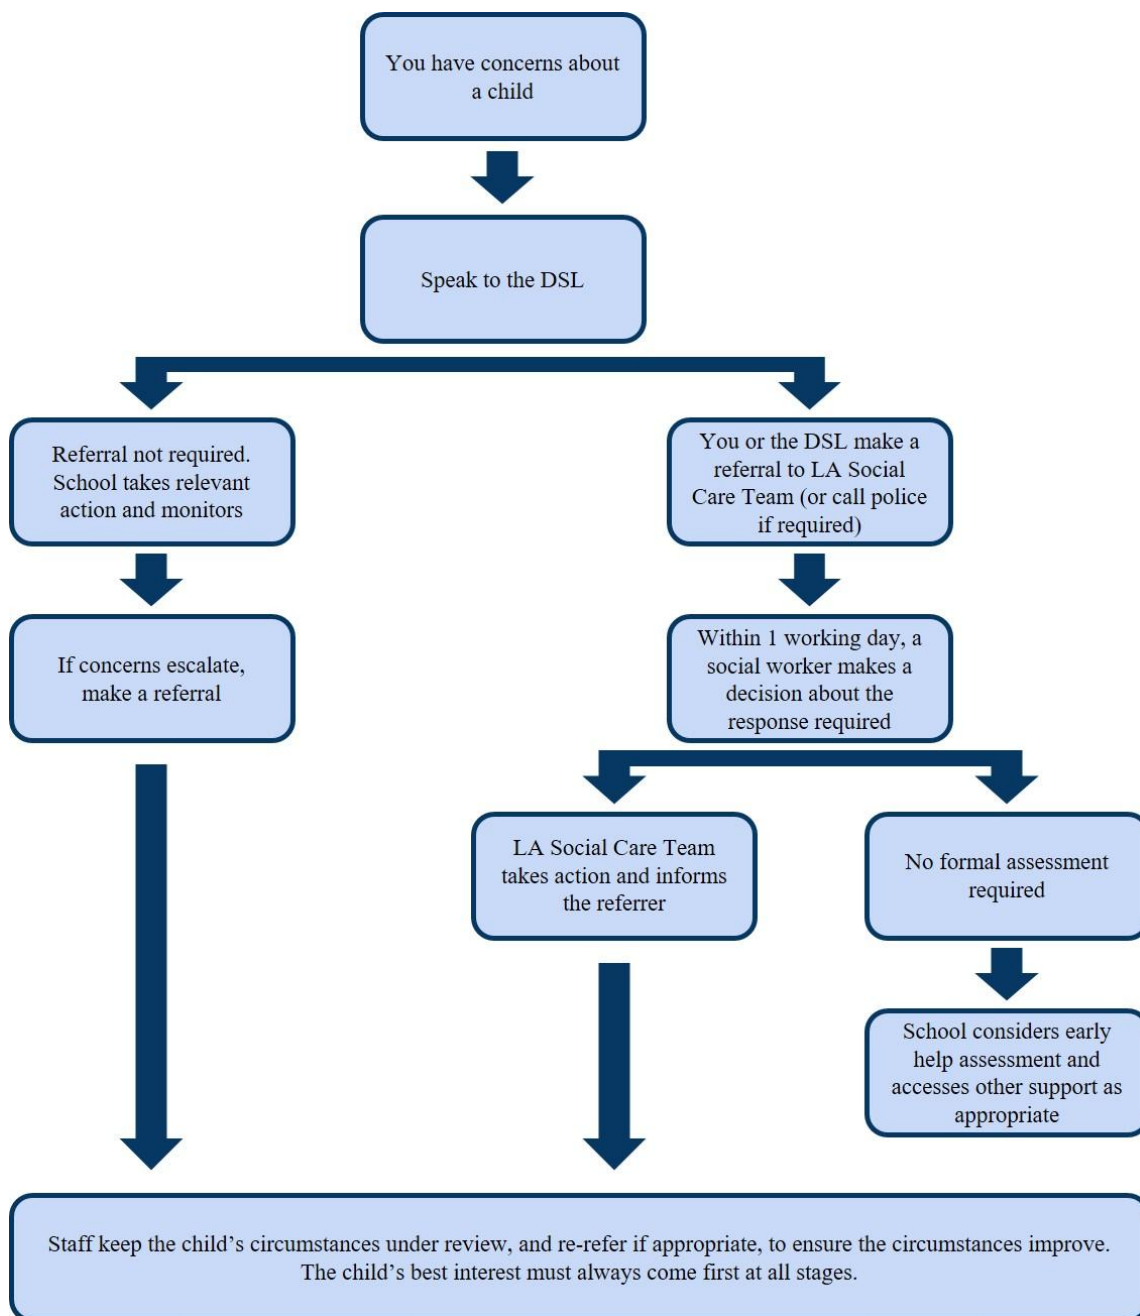 You have concerns about
a child
Speak to the DSL
Referral not required.
School takes relevant
action and monitors
You or the DSL make a
referral to LA Social
Care Team (or call police
if required)
If concerns escalate,
make a referral
Within 1 working day, a
social worker makes a
decision about the
response required
LA Social Care Team
takes action and informs
the referrer
No formal assessment
required
School considers early
help assessment and
accesses other support as
appropriate
Staff keep the child’s circumstances under review, and re-refer if appropriate, to ensure the circumstances improve.
The child’s best interest must always come first at all stages.